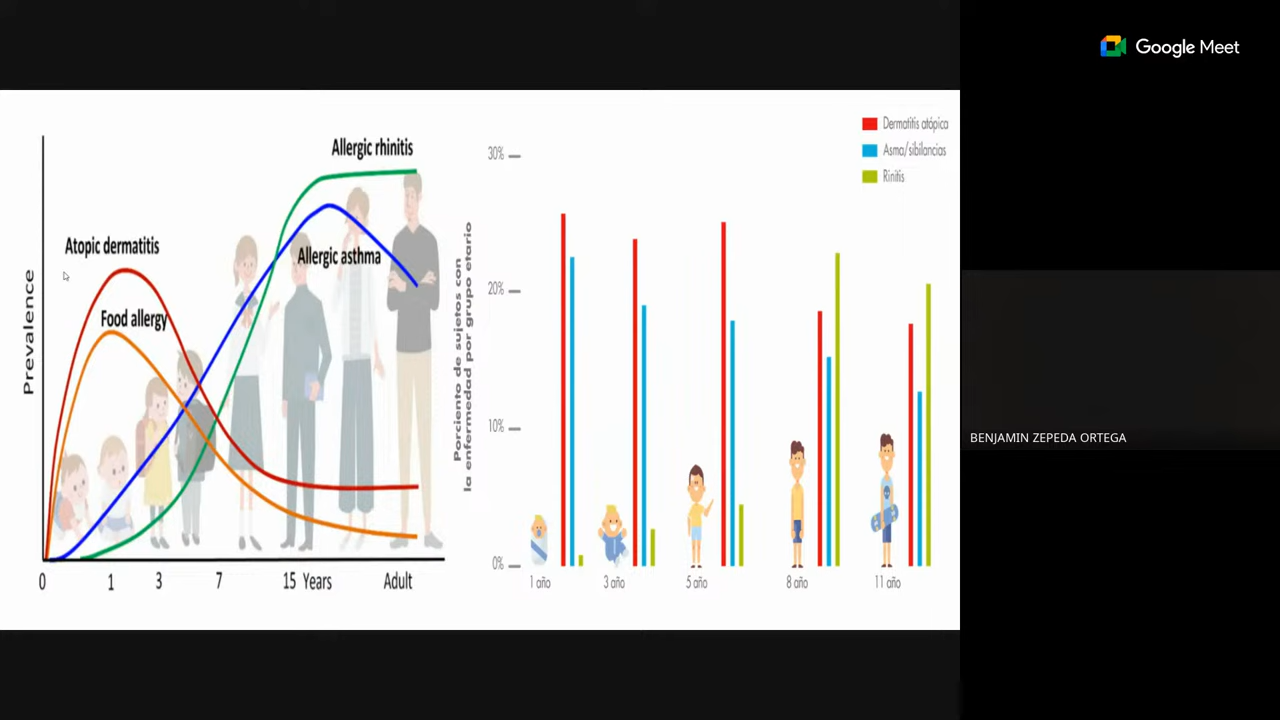 Google Meet
Allergic rhinitis
Atopic dermatitis
Allergic asthma
Food allergy
Prevalence
0
1
3
7
15 Years
Adult
Dermatitis atópica
Asma/sibilancias
Rinitis
Porciento de sujetos con
la enfermedad por grupo etario
30%
20%
10%
0%
1 año
3 año
5 año
8 año
11 año
BENJAMIN ZEPEDA ORTEGA